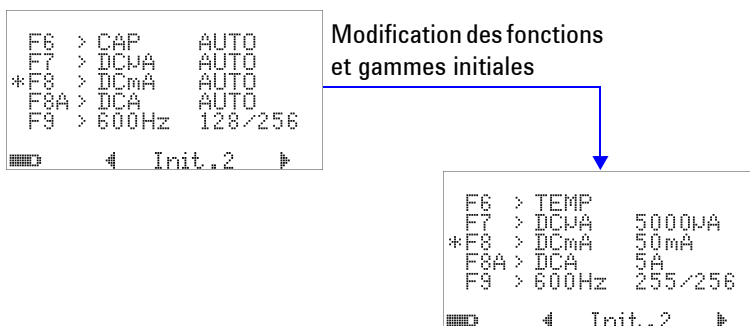 F6 > CAP AUTO
F7 > DCµA AUTO
*F8 > DCmA AUTO
F8A > DCA AUTO
F9 > 600Hz 128/256
Init.2
Modification des fonctions
et gammes initiales
F6 > TEMP
F7 > DCµA 5000µA
*F8 > DCmA 50mA
F8A > DCA 5A
F9 > 600Hz 255/256
Init.2